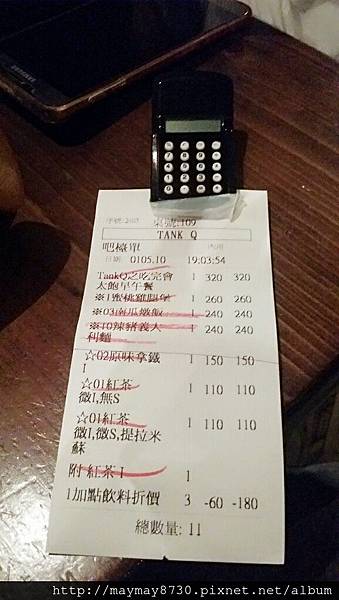 桌號:109
TANK Q
吧檯單 內用
日期 0105.10 19:03:54
TankQ之吃完會 1 320 320
太飽早午餐
※1蜜桃雞腿堡 1 260 260
※03南瓜燉飯 1 240 240
※10辣豬義大 1 240 240
利麵
☆02原味拿鐵 1 150 150
I
☆01紅茶 1 110 110
微I,無S
☆01紅茶 1 110 110
微I,微S,提拉米
蘇
附 紅茶 I 1
1加點飲料折價 3 -60 -180
總數量: 11
http://maymay8730.pixnet.net/album